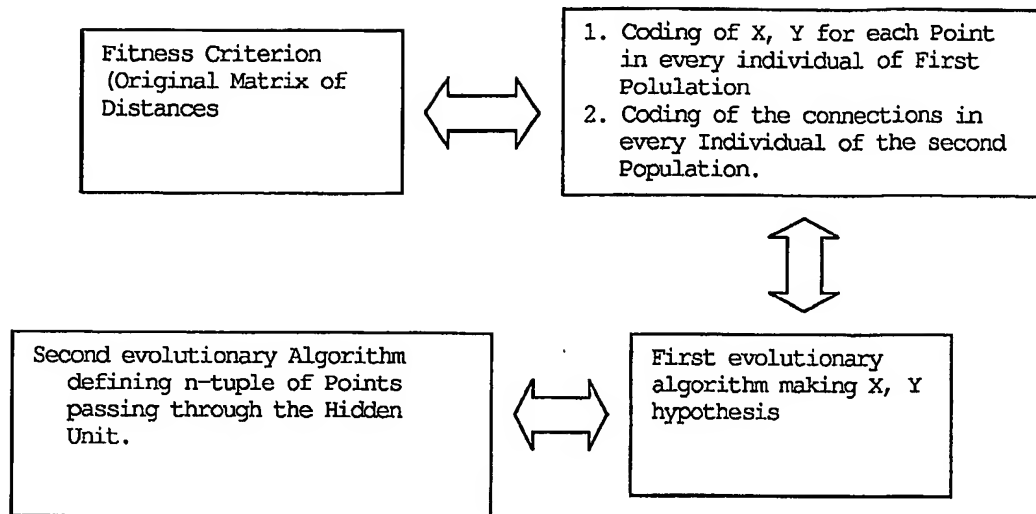 Fitness Criterion
(Original Matrix of
Distances
1. Coding of X, Y for each Point
in every individual of First
Polulation
2. Coding of the connections in
every Individual of the second
Population.
Second evolutionary Algorithm
defining n-tuple of Points
passing through the Hidden
Unit.
First evolutionary
algorithm making X, Y
hypothesis